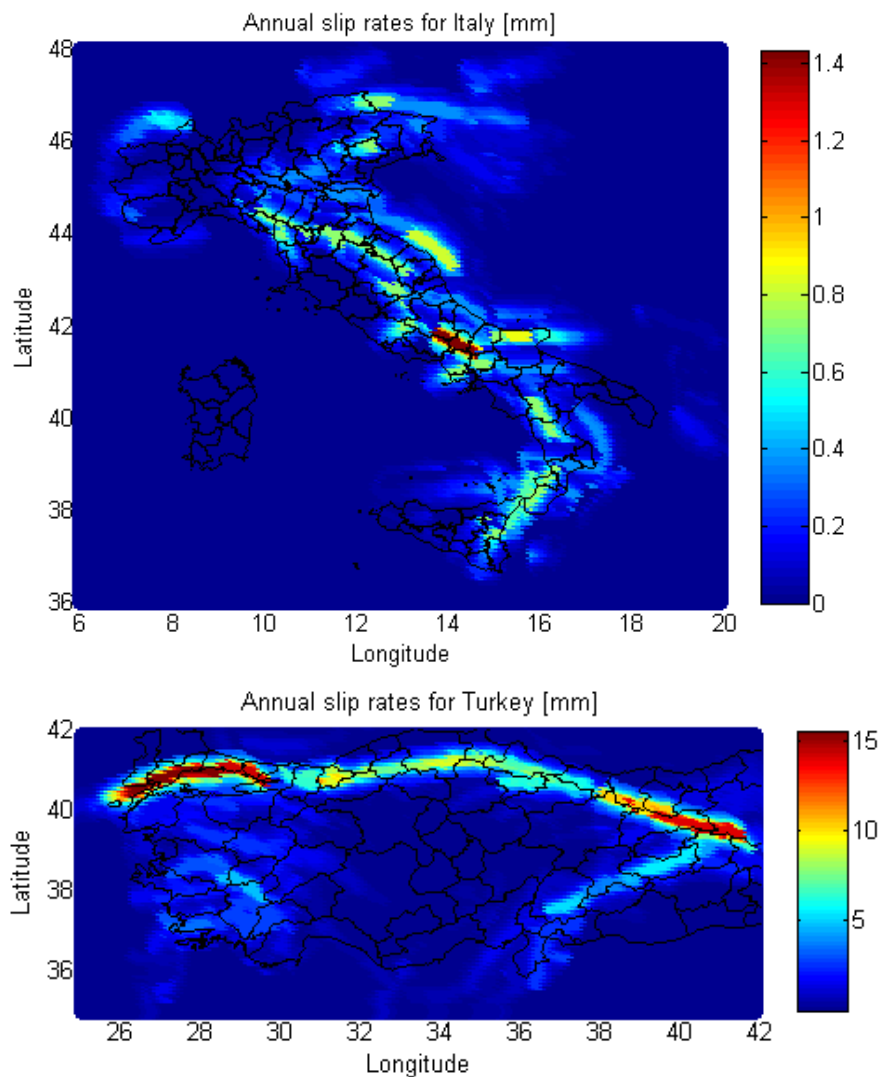 Annual slip rates for Italy [mm]
48
46
44
42
40
38
36
6 8 10 12 14 16 18 20
Latitude
Longitude
1.4
1.2
1
0.8
0.6
0.4
0.2
0
Annual slip rates for Turkey [mm]
42
40
38
36
26 28 30 32 34 36 38 40 42
Latitude
Longitude
15
10
5